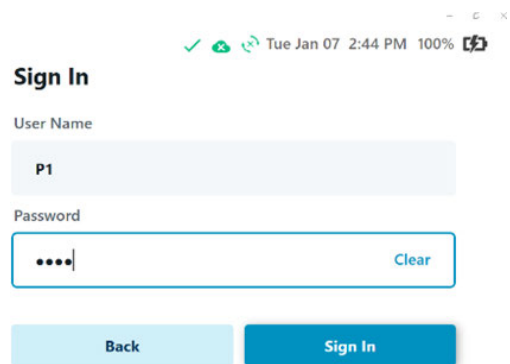 Tue Jan 07 2:44 PM 100%
Sign In
User Name
P1
Password
••••
Clear
Back
Sign In